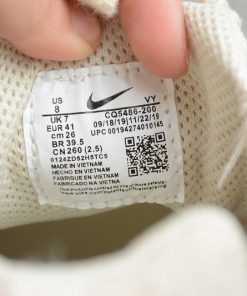 US 8
VY
UK 7
CQ5486-200
EUR 41
09/18/19|11/22/19
cm 26
UPC 00194274010145
BR 39.5
CN 260 (2.5)
0124ZD52H5TC5
MADE IN VIETNAM
HECHO EN VIETNAM
FABRIQUE EN VIETNAM
FABRICADO NO VIETNAM